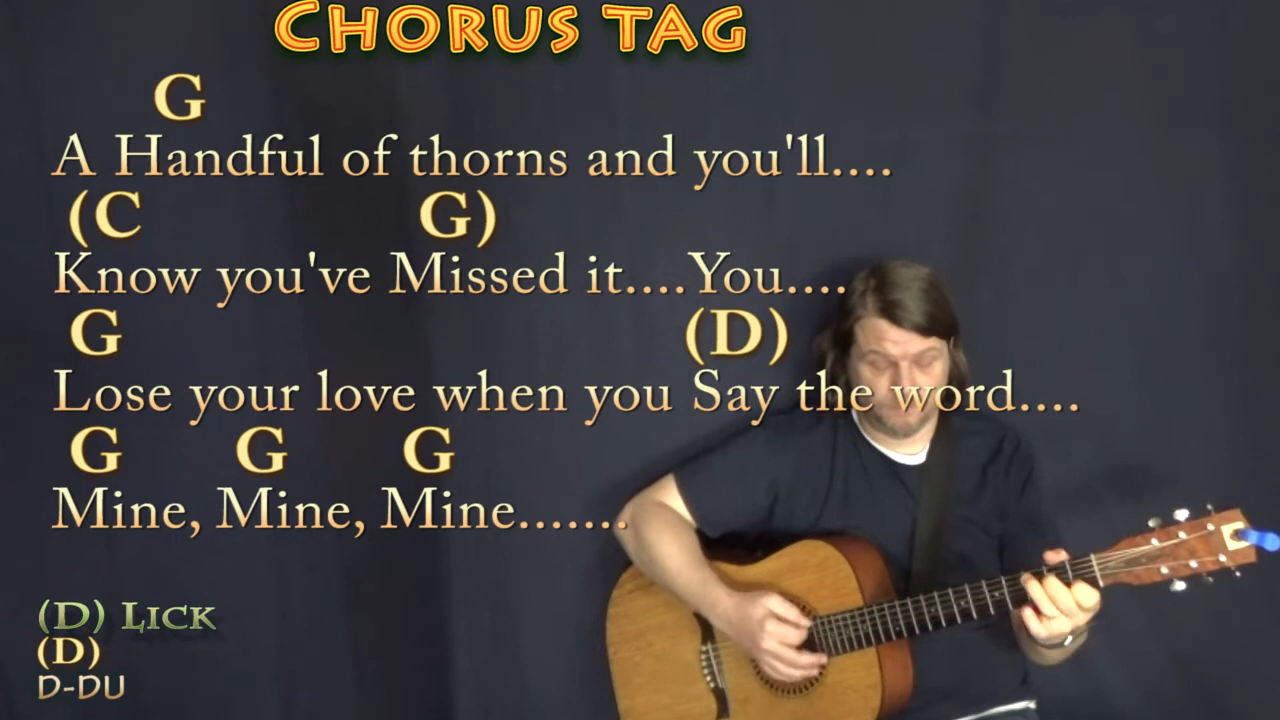 CHORUS TAG
G
A Handful of thorns and you'll....
(C G)
Know you've Missed it....You....
G (D)
Lose your love when you Say the word....
G G G
Mine, Mine, Mine.......
(D) LICK
(D)
D-DU